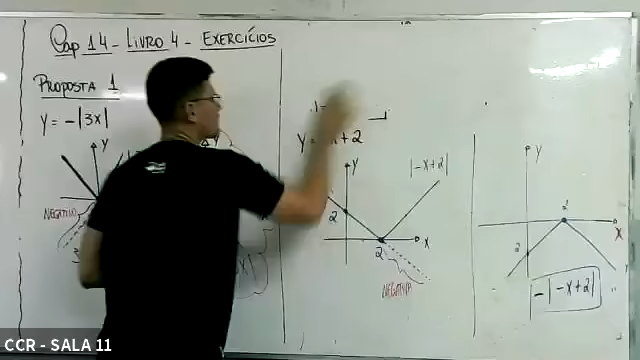 Cap 14 - Livro 4 - Exercícios
Proposta 1
Y = -|3x|
Y
Negativo
Y = + 2
Y
|-x+2|
2
2
X
Negativa
Y
2
2
X
-|-x+2|
CCR - SALA 11